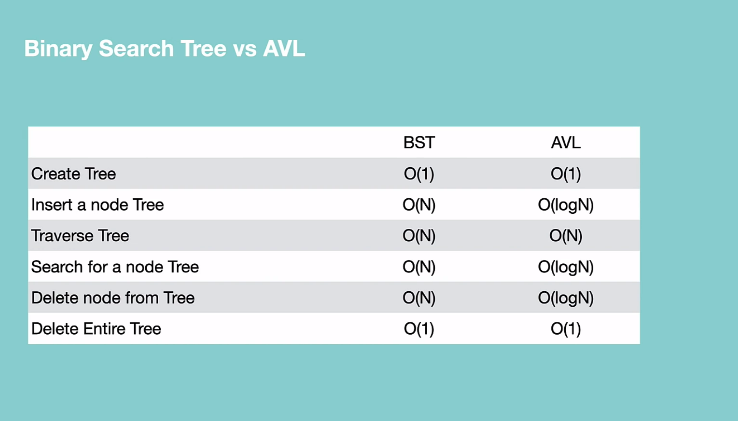 Binary Search Tree vs AVL
BST AVL
Create Tree O(1) O(1)
Insert a node Tree O(N) O(logN)
Traverse Tree O(N) O(N)
Search for a node Tree O(N) O(logN)
Delete node from Tree O(N) O(logN)
Delete Entire Tree O(1) O(1)